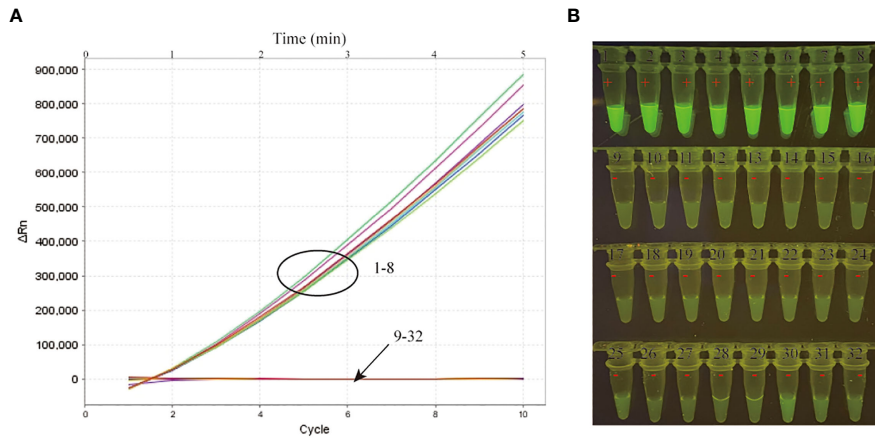 A
Time (min)
0 1 2 3 4 5
900,000
800,000
700,000
600,000
500,000
400,000
300,000
200,000
100,000
0
ΔRn
1-8
9-32
0 2 4 6 8 10
Cycle
B
1 2 3 4 5 6 7 8
+ + + + + + + +
9 10 11 12 13 14 15 16
- - - - - - - -
17 18 19 20 21 22 23 24
- - - - - - - -
25 26 27 28 29 30 31 32
- - - - - - - -